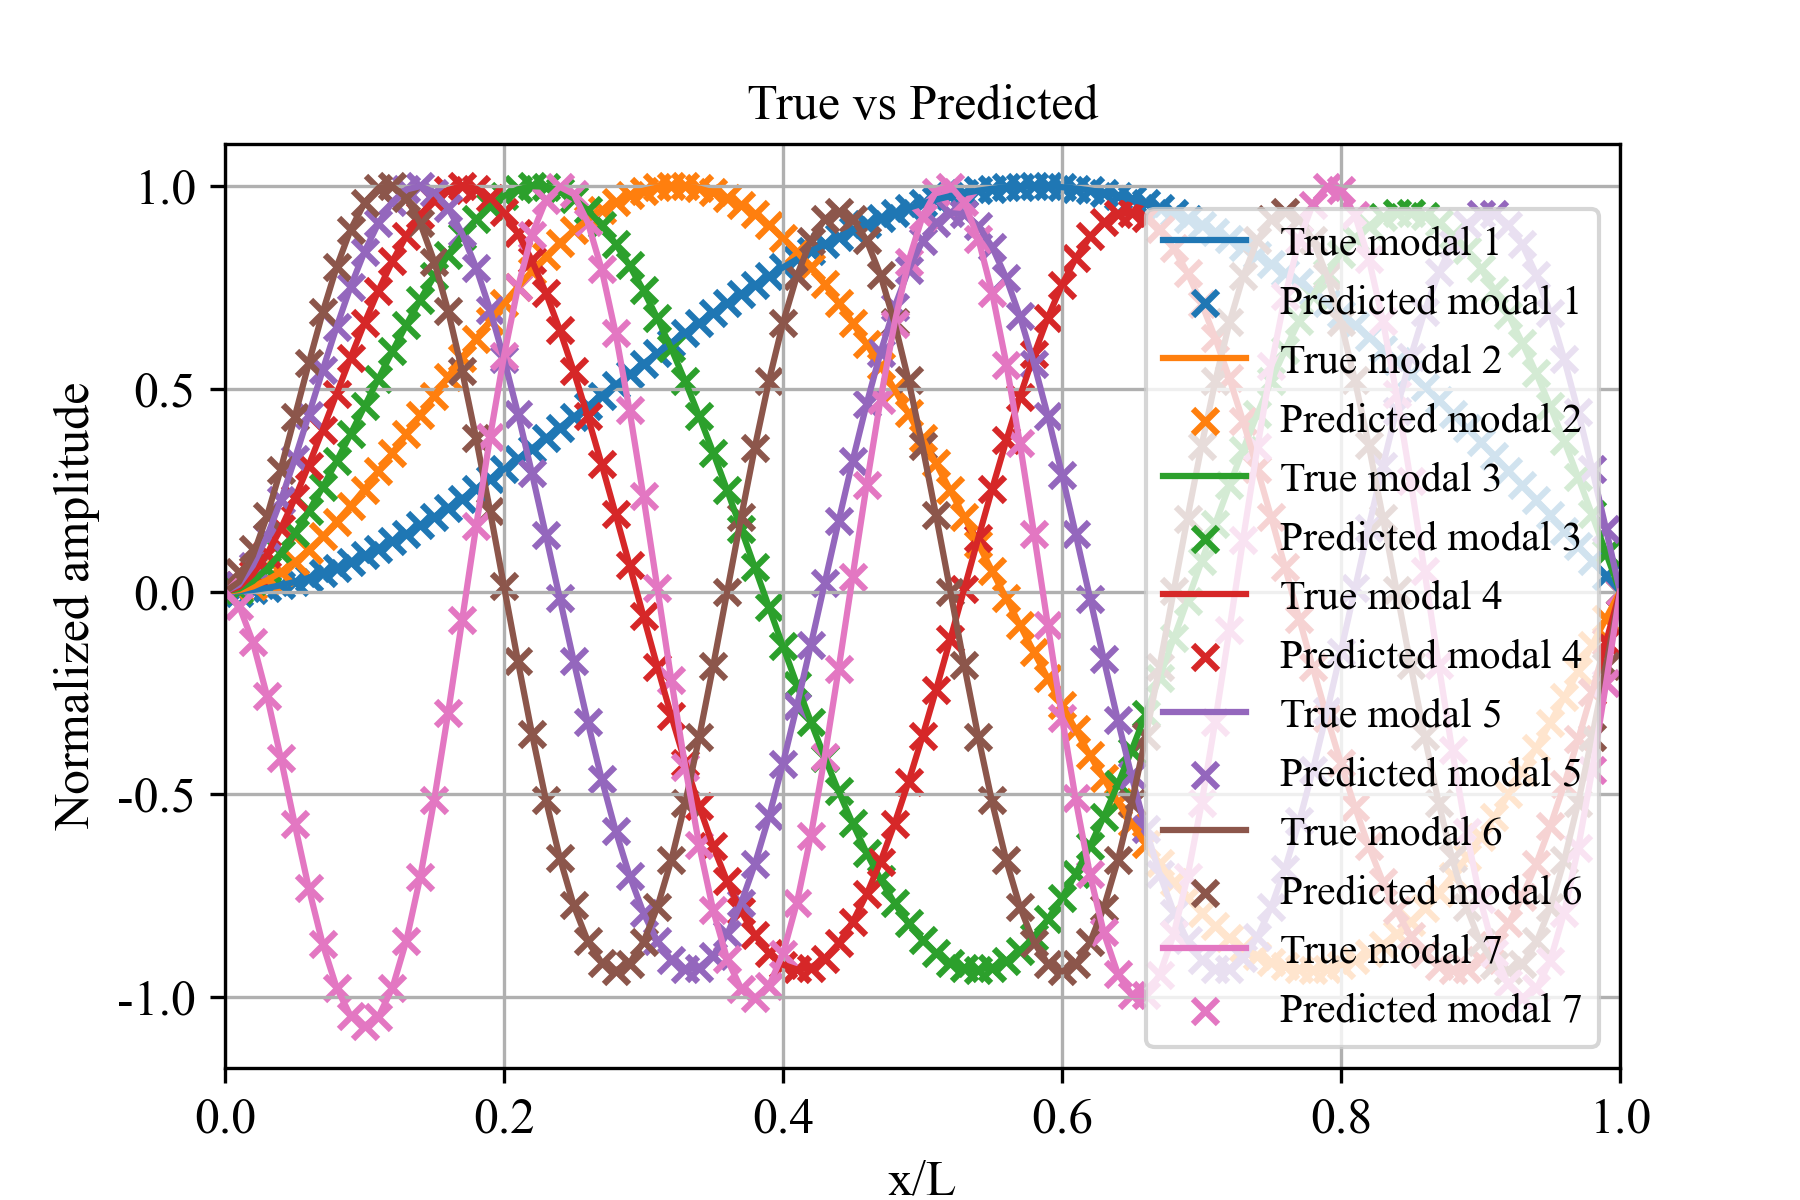 True vs Predicted
Normalized amplitude
1.0
0.5
0.0
-0.5
-1.0
True modal 1
Predicted modal 1
True modal 2
Predicted modal 2
True modal 3
Predicted modal 3
True modal 4
Predicted modal 4
True modal 5
Predicted modal 5
True modal 6
Predicted modal 6
True modal 7
Predicted modal 7
0.0 0.2 0.4 0.6 0.8 1.0
x/L